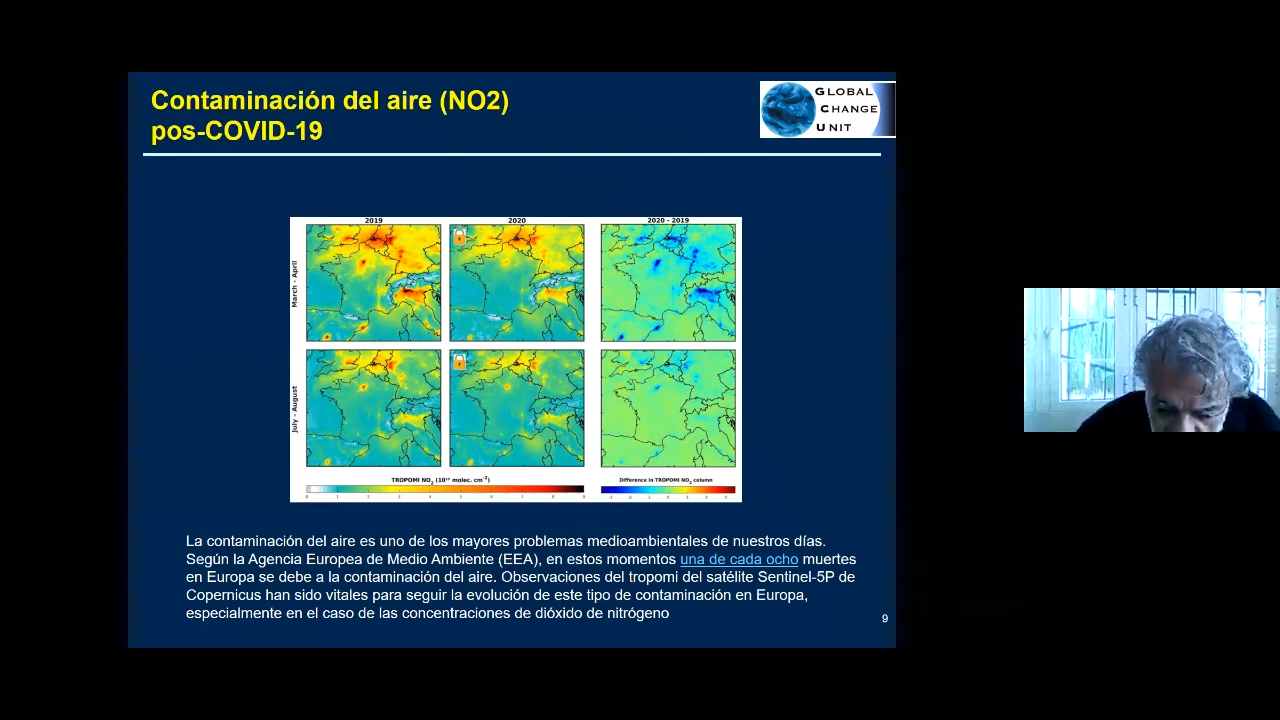 Contaminación del aire (NO2)
pos-COVID-19
GLOBAL
CHANGE
UNIT
2019
2020
2020 - 2019
March - April
July - August
TROPOMI NO₂ (10¹⁵ molec. cm⁻²)
Difference in TROPOMI NO₂ column
La contaminación del aire es uno de los mayores problemas medioambientales de nuestros días.
Según la Agencia Europea de Medio Ambiente (EEA), en estos momentos una de cada ocho muertes
en Europa se debe a la contaminación del aire. Observaciones del tropomi del satélite Sentinel-5P de
Copernicus han sido vitales para seguir la evolución de este tipo de contaminación en Europa,
especialmente en el caso de las concentraciones de dióxido de nitrógeno
9